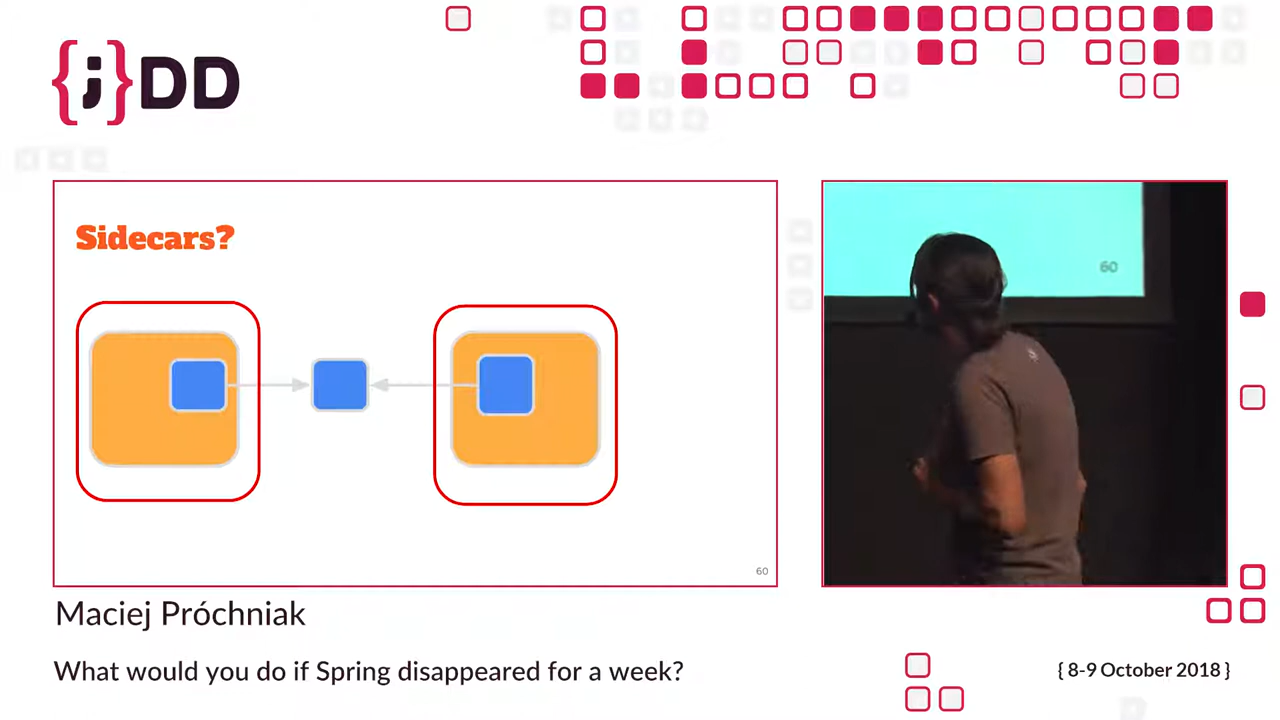 {j}DD
Sidecars?
60
60
Maciej Próchniak
What would you do if Spring disappeared for a week?
{ 8-9 October 2018 }